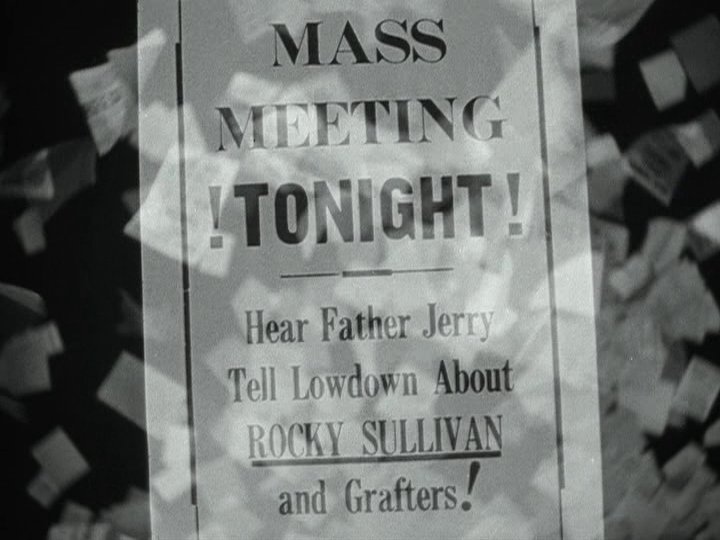 MASS
MEETING
!TONIGHT!
Hear Father Jerry
Tell Lowdown About
ROCKY SULLIVAN
and Grafters!